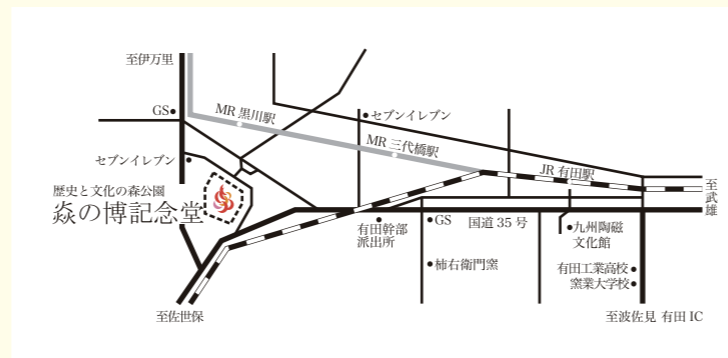 至伊万里
GS
MR 黒川駅
セブンイレブン
MR 三代橋駅
セブンイレブン
JR 有田駅
至武雄
歴史と文化の森公園
焱の博記念堂
有田幹部
派出所
GS
国道 35 号
九州陶磁
文化館
柿右衛門窯
有田工業高校
窯業大学校
至佐世保
至波佐見 有田 IC